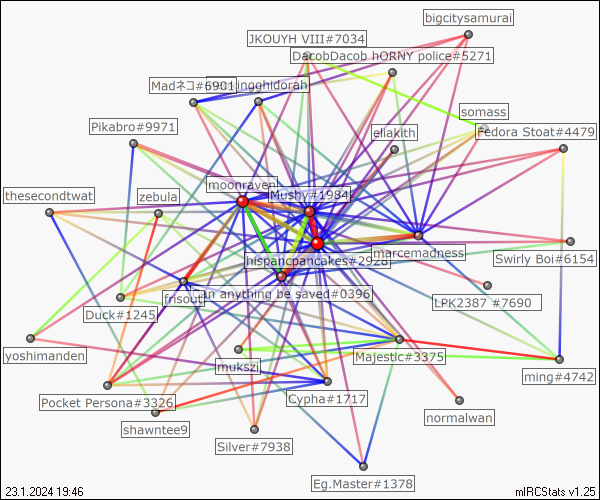 bigcitysamurai
JKOUYH VIII#7034
DacobDacob hORNY police#5271
Madネコ#6901
kingghidorah
somass
Pikabro#9971
eliakith
Fedora Stoat#4479
moonraven
Mushy#1984
thesecondtwat
zebula
hispanicpancakes#2928
marcemadness
Swirly Boi#6154
frisout
an anything be saved#0396
LPK2387 #7690
Duck#1245
yoshimanden
mukszi
Majestic#3375
ming#4742
Pocket Persona#3326
Cypha#1717
shawntee9
normalwan
Silver#7938
Eg.Master#1378
23.1.2024 19:46
mIRCStats v1.25